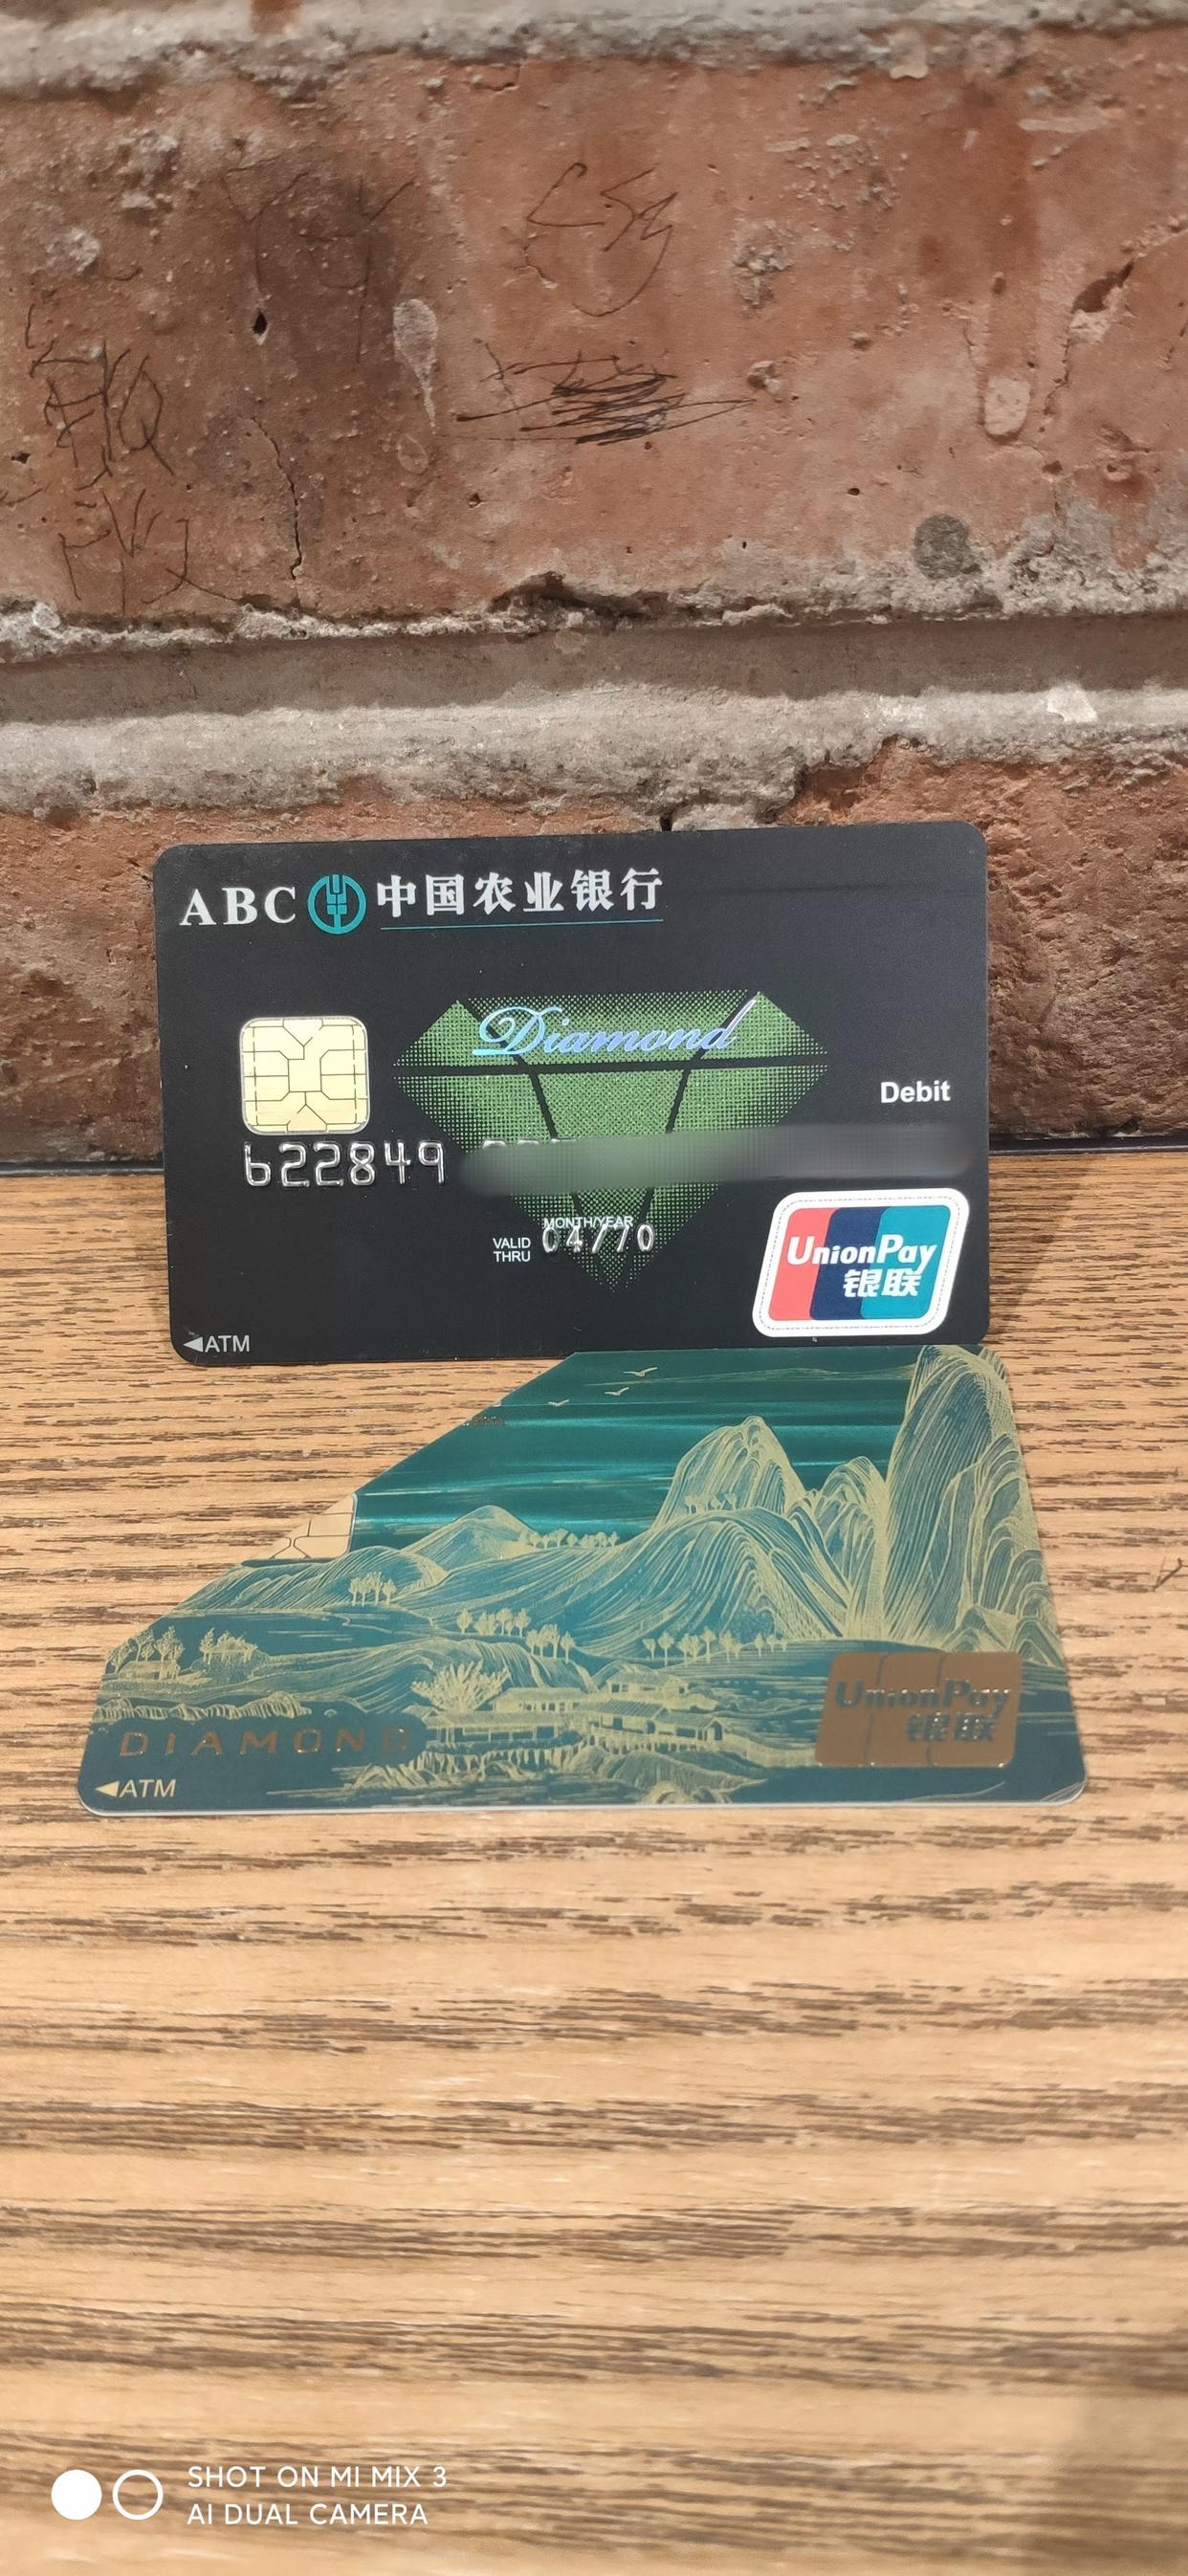 ABC 中国农业银行
Diamond
Debit
622849
MONTH/YEAR
VALID THRU 04/70
UnionPay
银联
◀ATM
DIAMOND
UnionPay
银联
◀ATM
SHOT ON MI MIX 3
AI DUAL CAMERA